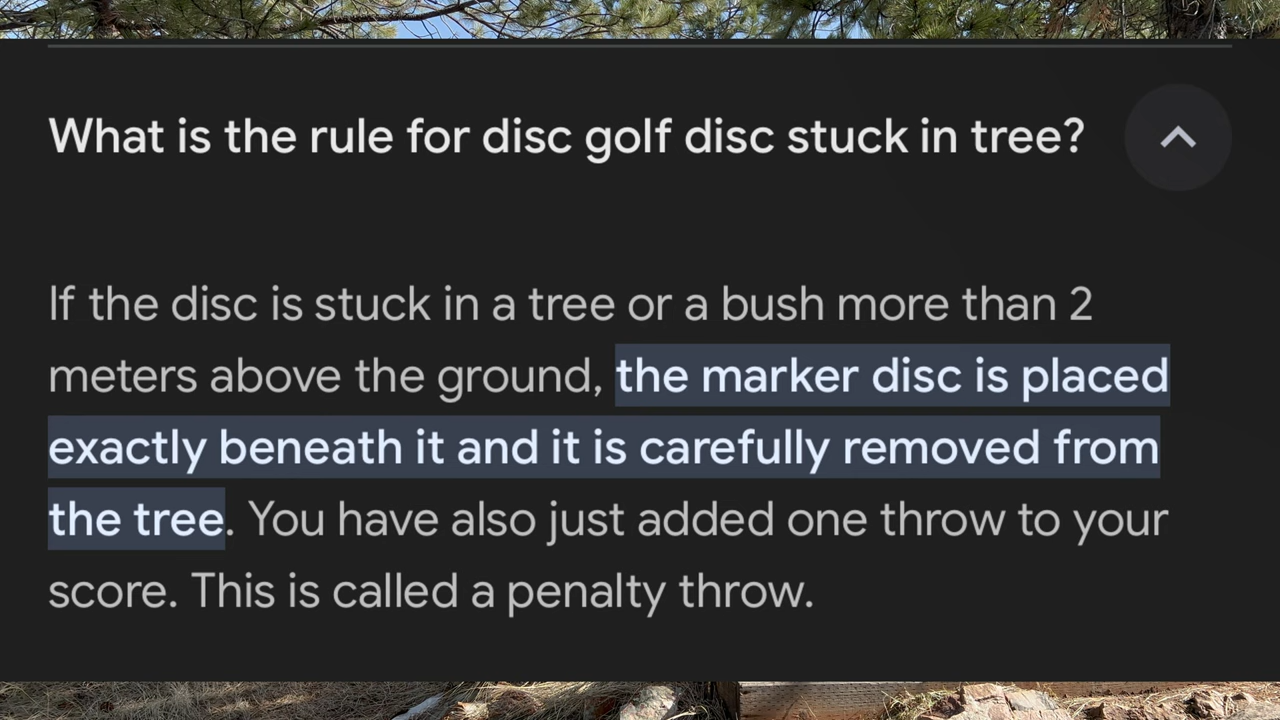 What is the rule for disc golf disc stuck in tree?
If the disc is stuck in a tree or a bush more than 2
meters above the ground, the marker disc is placed
exactly beneath it and it is carefully removed from
the tree. You have also just added one throw to your
score. This is called a penalty throw.